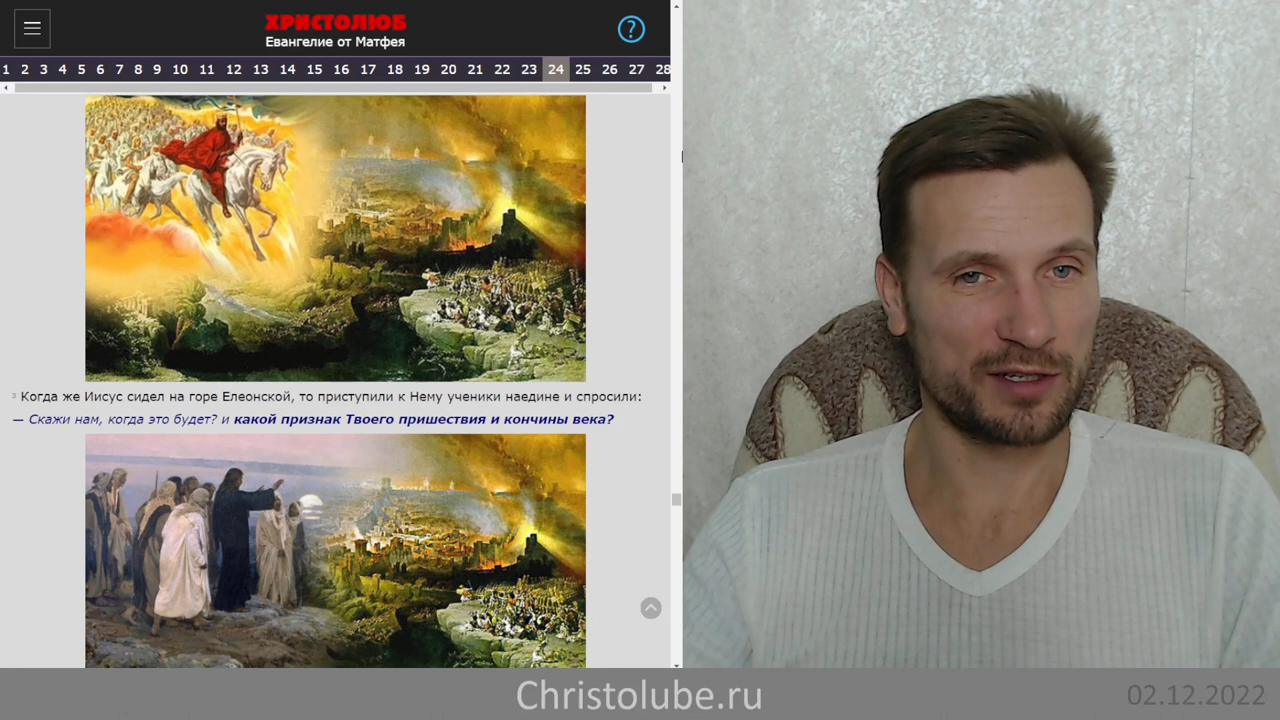 ХРИСТОЛЮБ
Евангелие от Матфея
?
1 2 3 4 5 6 7 8 9 10 11 12 13 14 15 16 17 18 19 20 21 22 23 24 25 26 27 28
3 Когда же Иисус сидел на горе Елеонской, то приступили к Нему ученики наедине и спросили:
— Скажи нам, когда это будет? и какой признак Твоего пришествия и кончины века?
Christolube.ru
02.12.2022